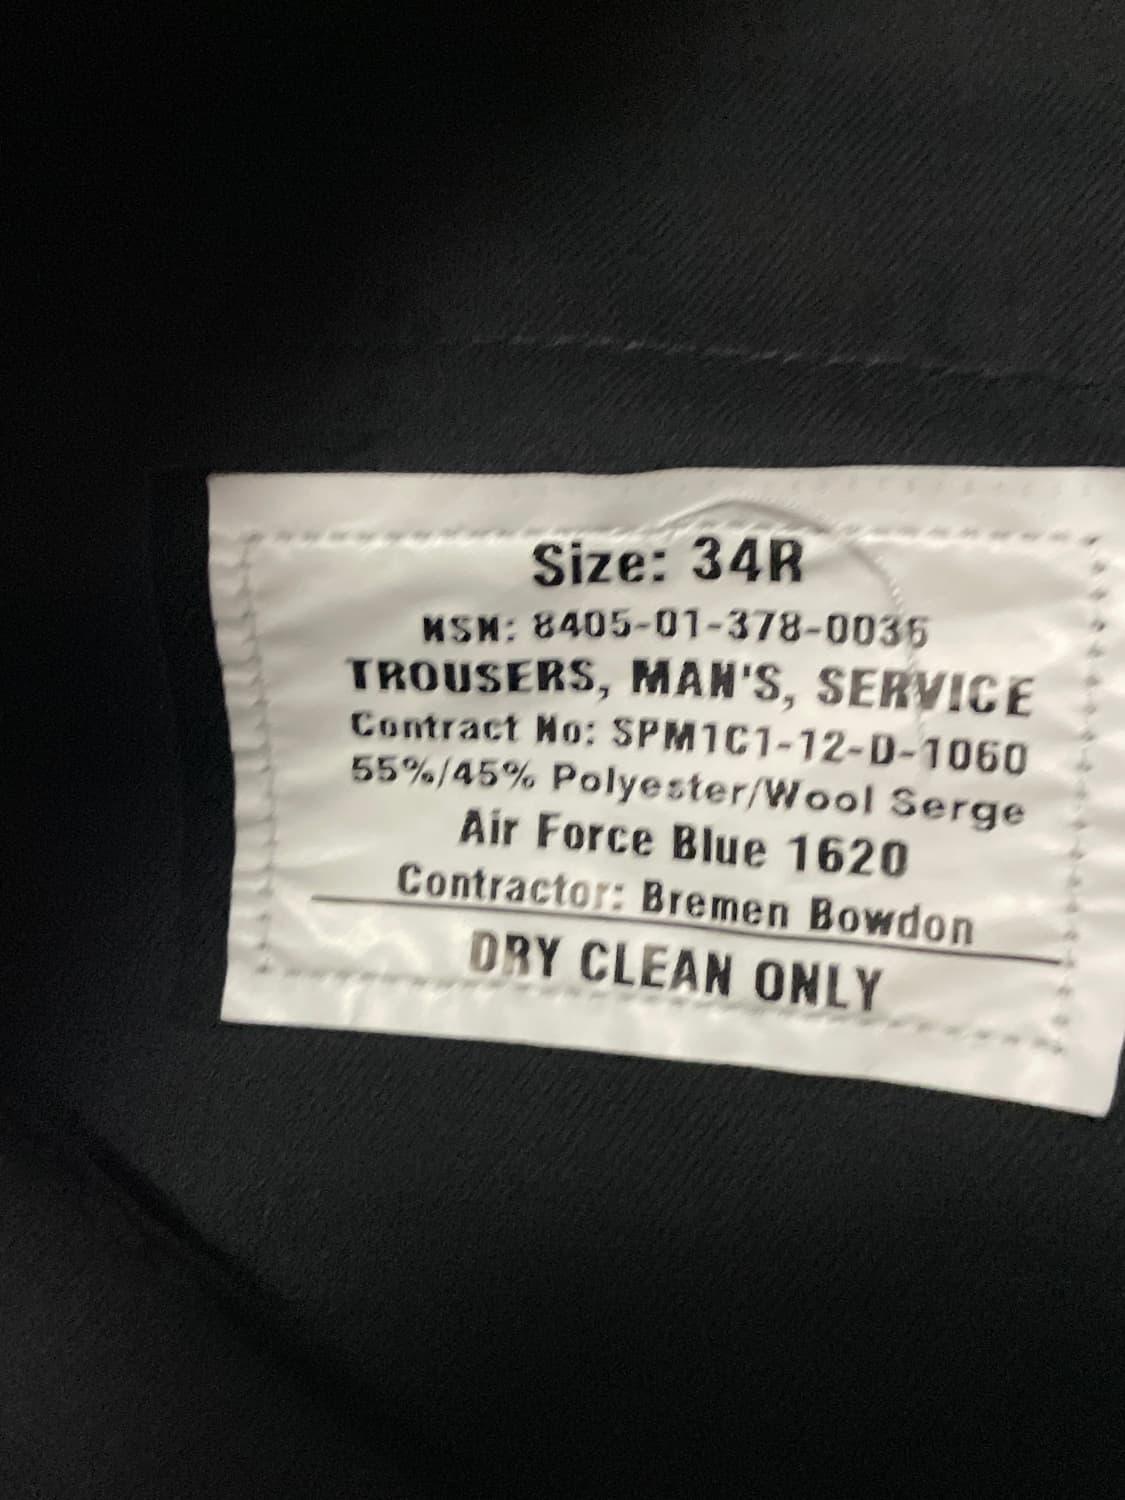 Size: 34R
NSN: 8405-01-378-0036
TROUSERS, MAN'S, SERVICE
Contract No: SPM1C1-12-D-1060
55%/45% Polyester/Wool Serge
Air Force Blue 1620
Contractor: Bremen Bowdon
DRY CLEAN ONLY